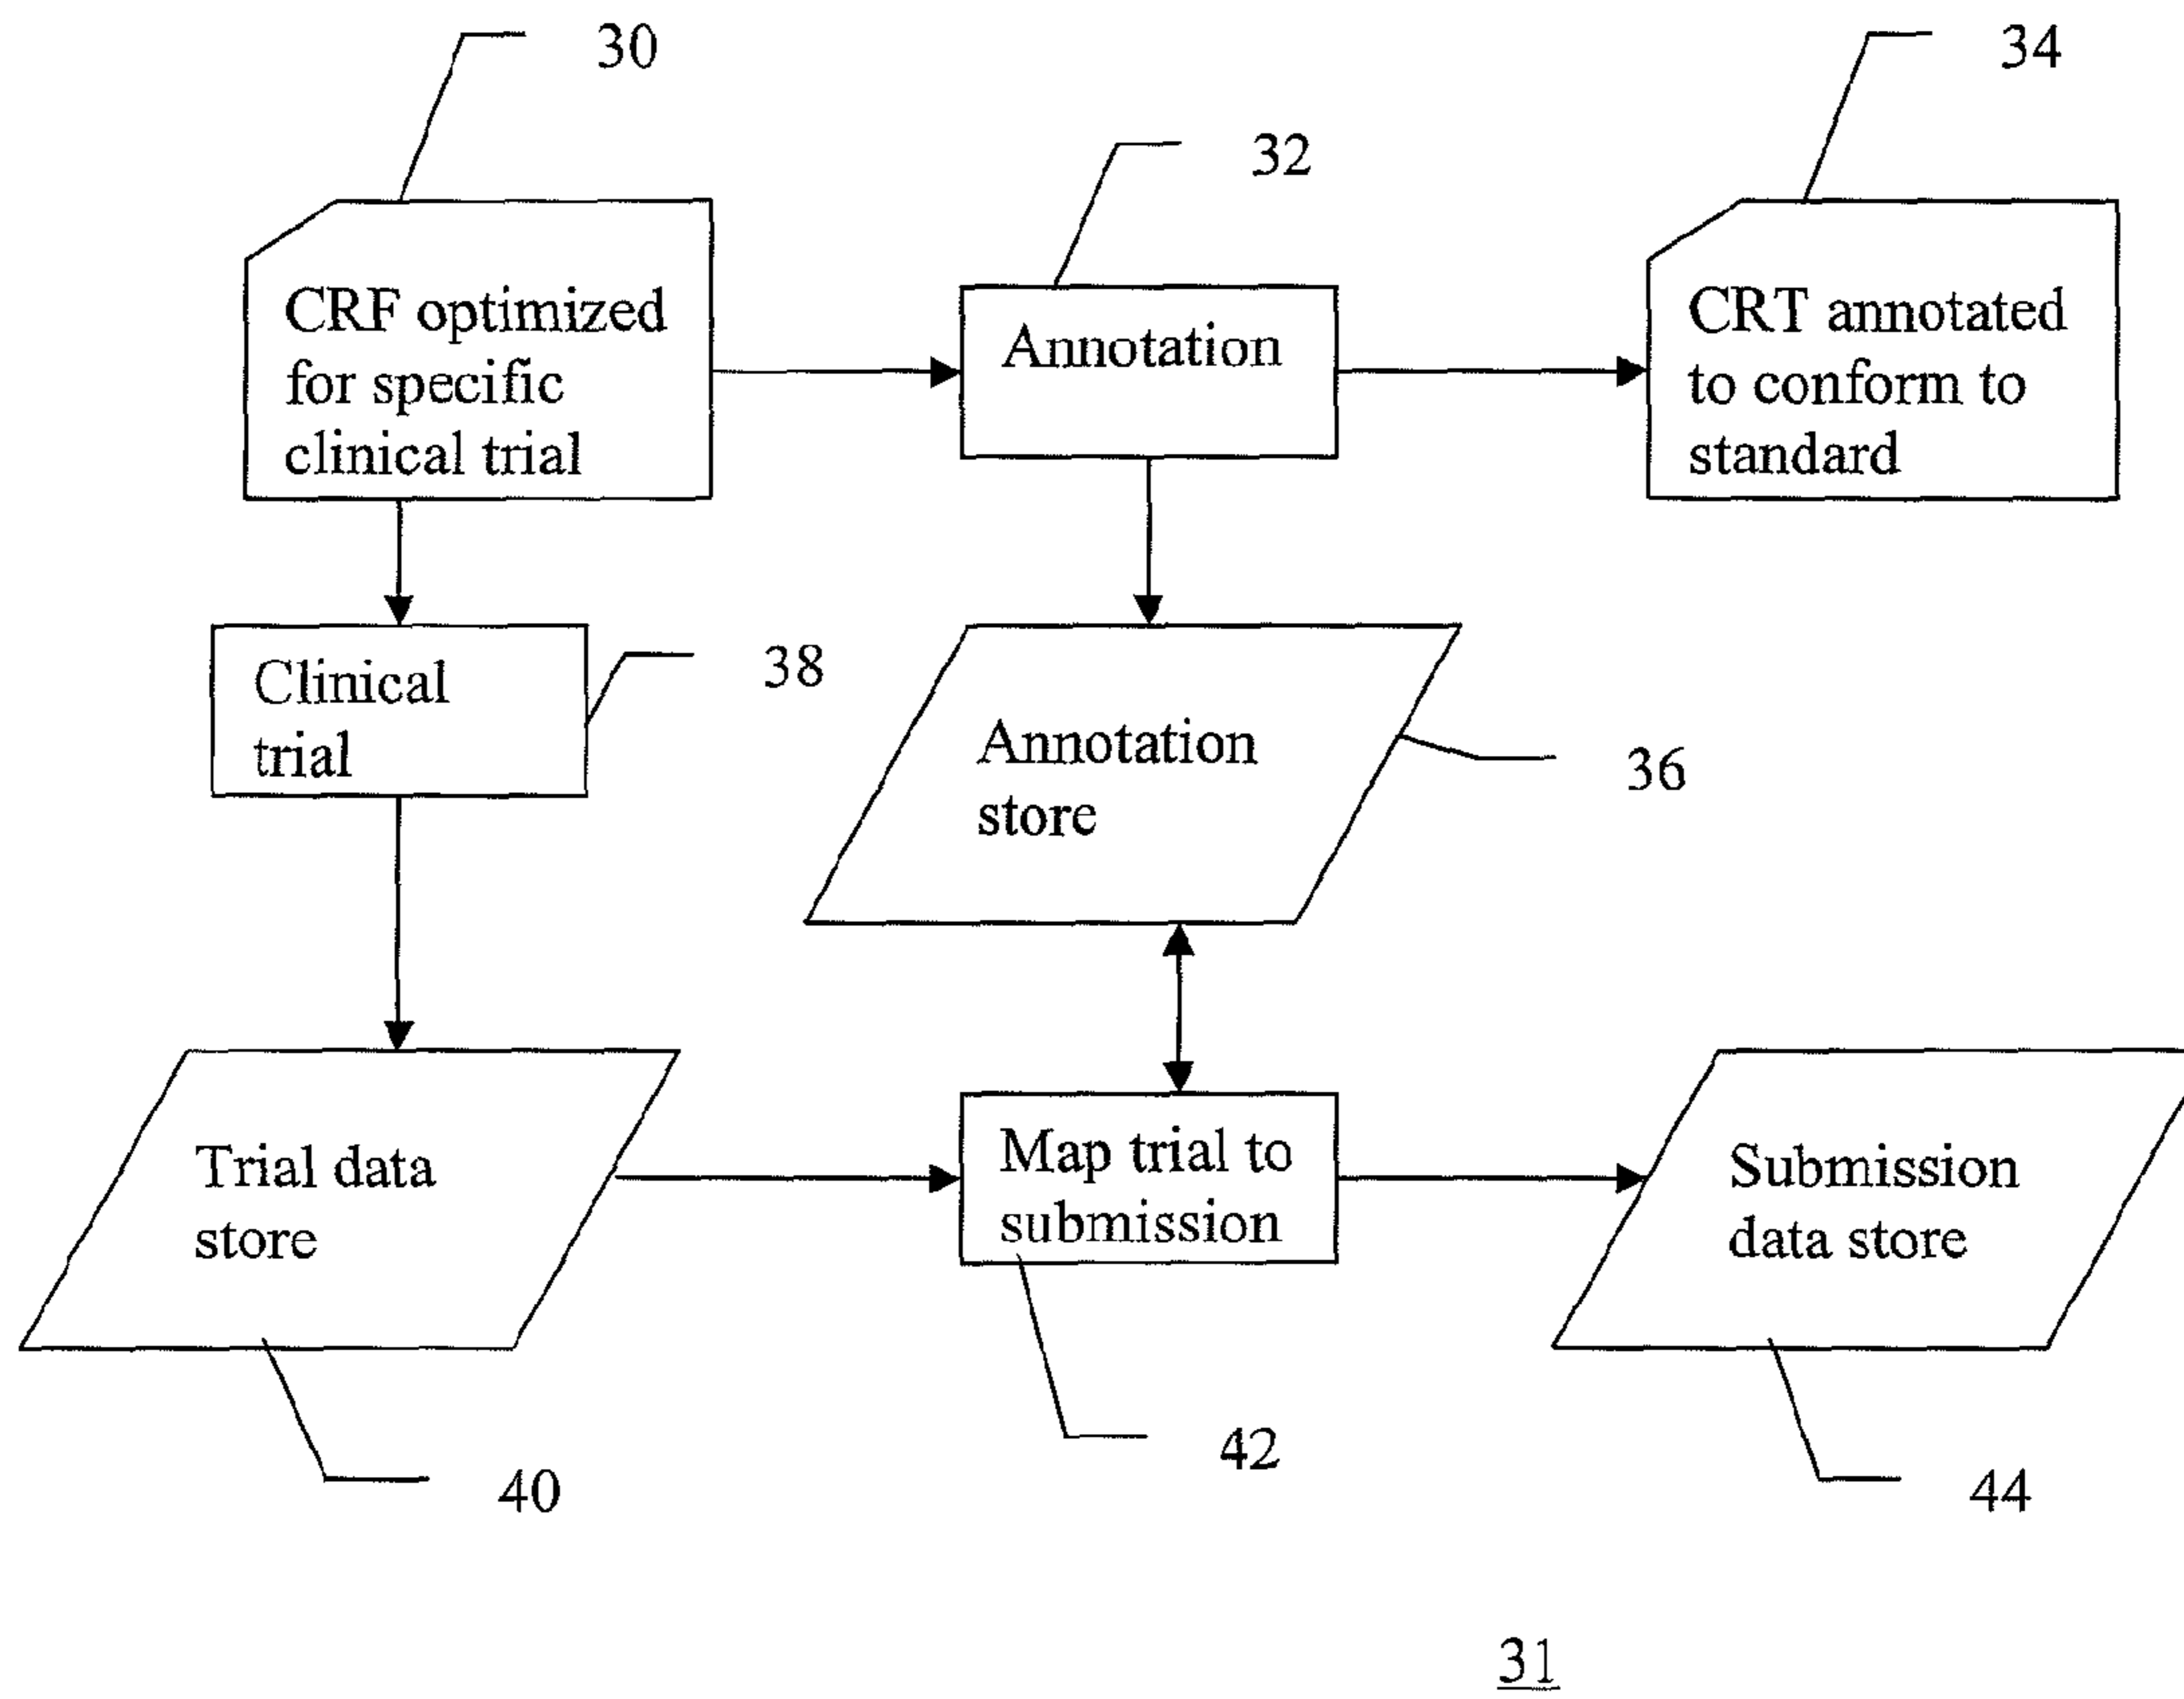 30
34
32
CRF optimized
for specific
clinical trial
Annotation
CRT annotated
to conform to
standard
Clinical
trial
38
Annotation
store
36
Trial data
store
Map trial to
submission
Submission
data store
40
42
44
31